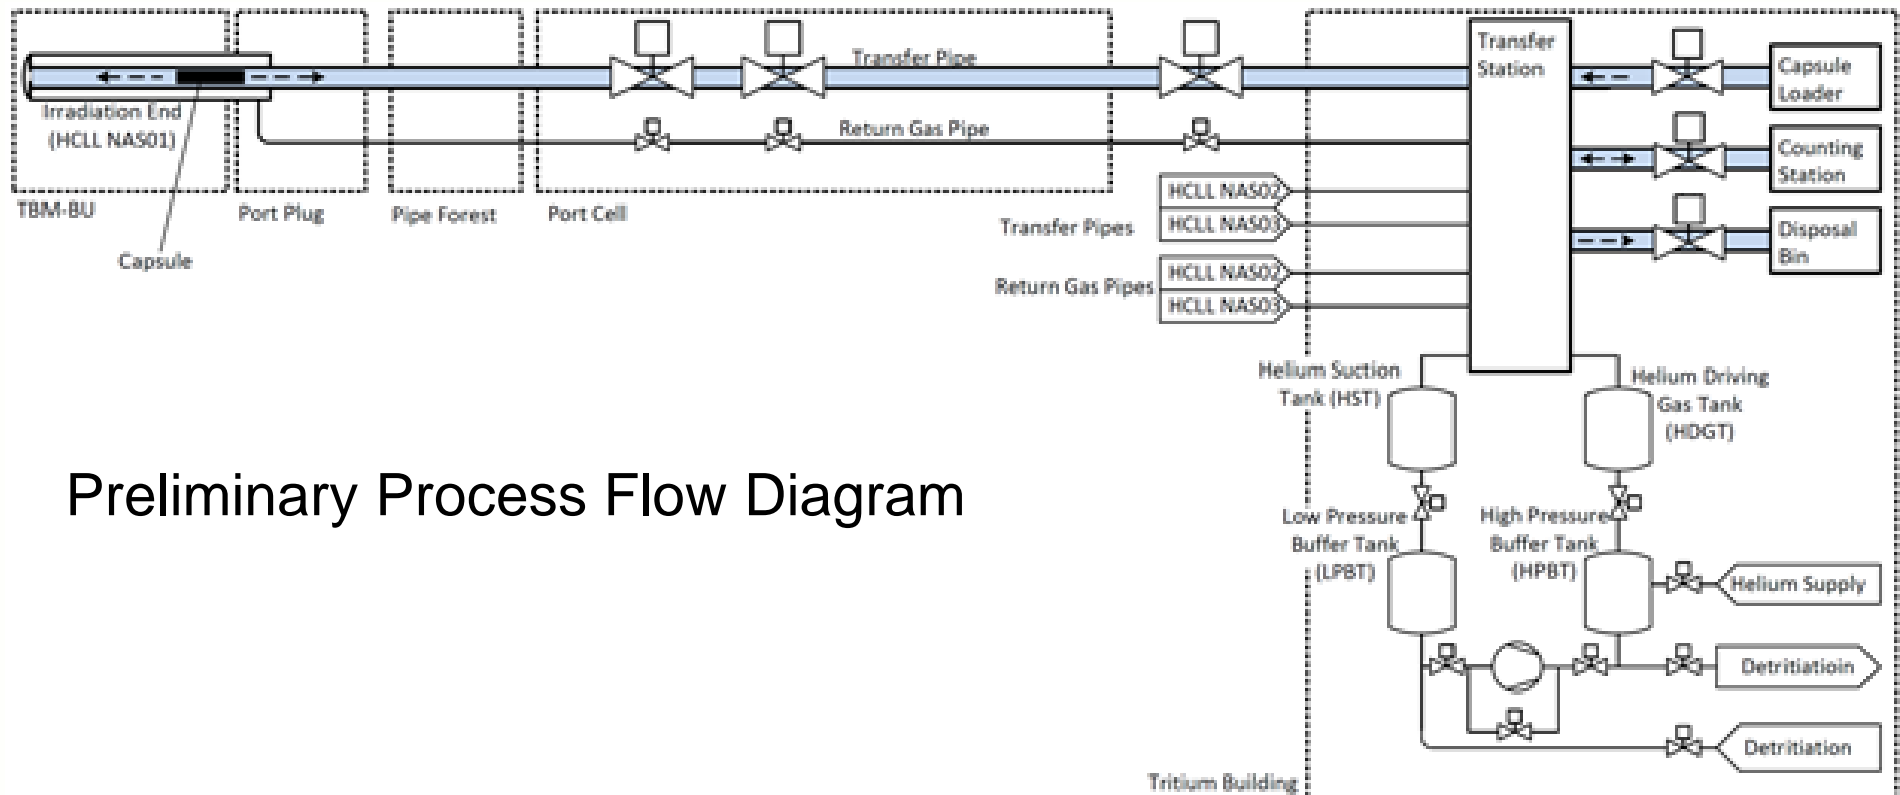 Transfer
Station
Capsule
Loader
Transfer Pipe
Irradiation End
(HCLL NAS01)
Return Gas Pipe
Counting
Station
TBM-BU
Port Plug
Pipe Forest
Port Cell
Capsule
Transfer Pipes
HCLL NAS02
HCLL NAS03
Disposal
Bin
Return Gas Pipes
HCLL NAS02
HCLL NAS03
Helium Suction
Tank (HST)
Helium Driving
Gas Tank
(HDGT)
Preliminary Process Flow Diagram
Low Pressure
Buffer Tank
(LPBT)
High Pressure
Buffer Tank
(HPBT)
Helium Supply
Detritiatioin
Detritiation
Tritium Building